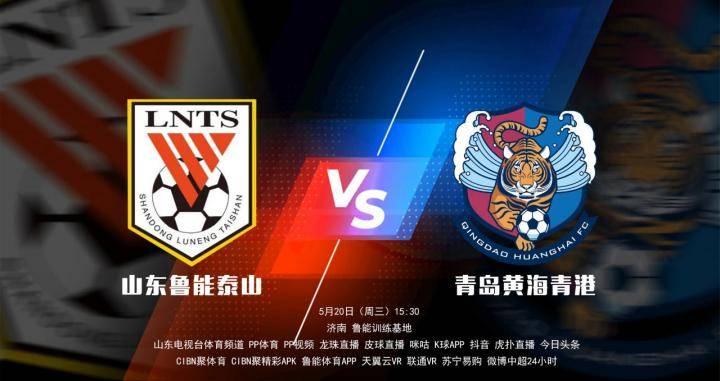 LNTS
SHANDONG LUNENG TAISHAN
VS
QINGDAO HUANGHAI FC
山东鲁能泰山
青岛黄海青港
5月20日（周三）15:30
济南 鲁能训练基地
山东电视台体育频道 PP体育 PP视频 龙珠直播 皮球直播 咪咕 K球APP 抖音 虎扑直播 今日头条
CIBN聚体育 CIBN聚精彩APK 鲁能体育APP 天翼云VR 联通VR 苏宁易购 微博中超24小时